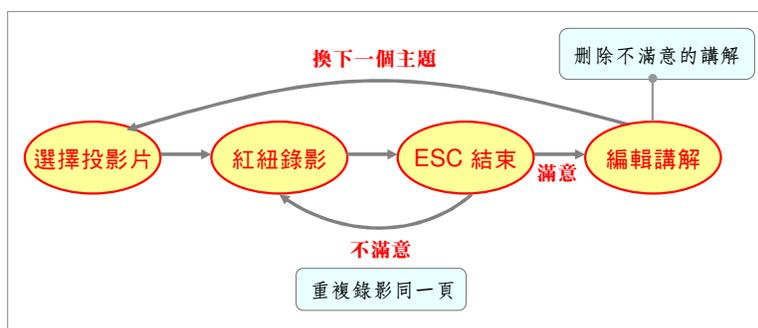 換下一個主題
刪除不滿意的講解
選擇投影片
紅紐錄影
ESC 結束
滿意
編輯講解
不滿意
重複錄影同一頁